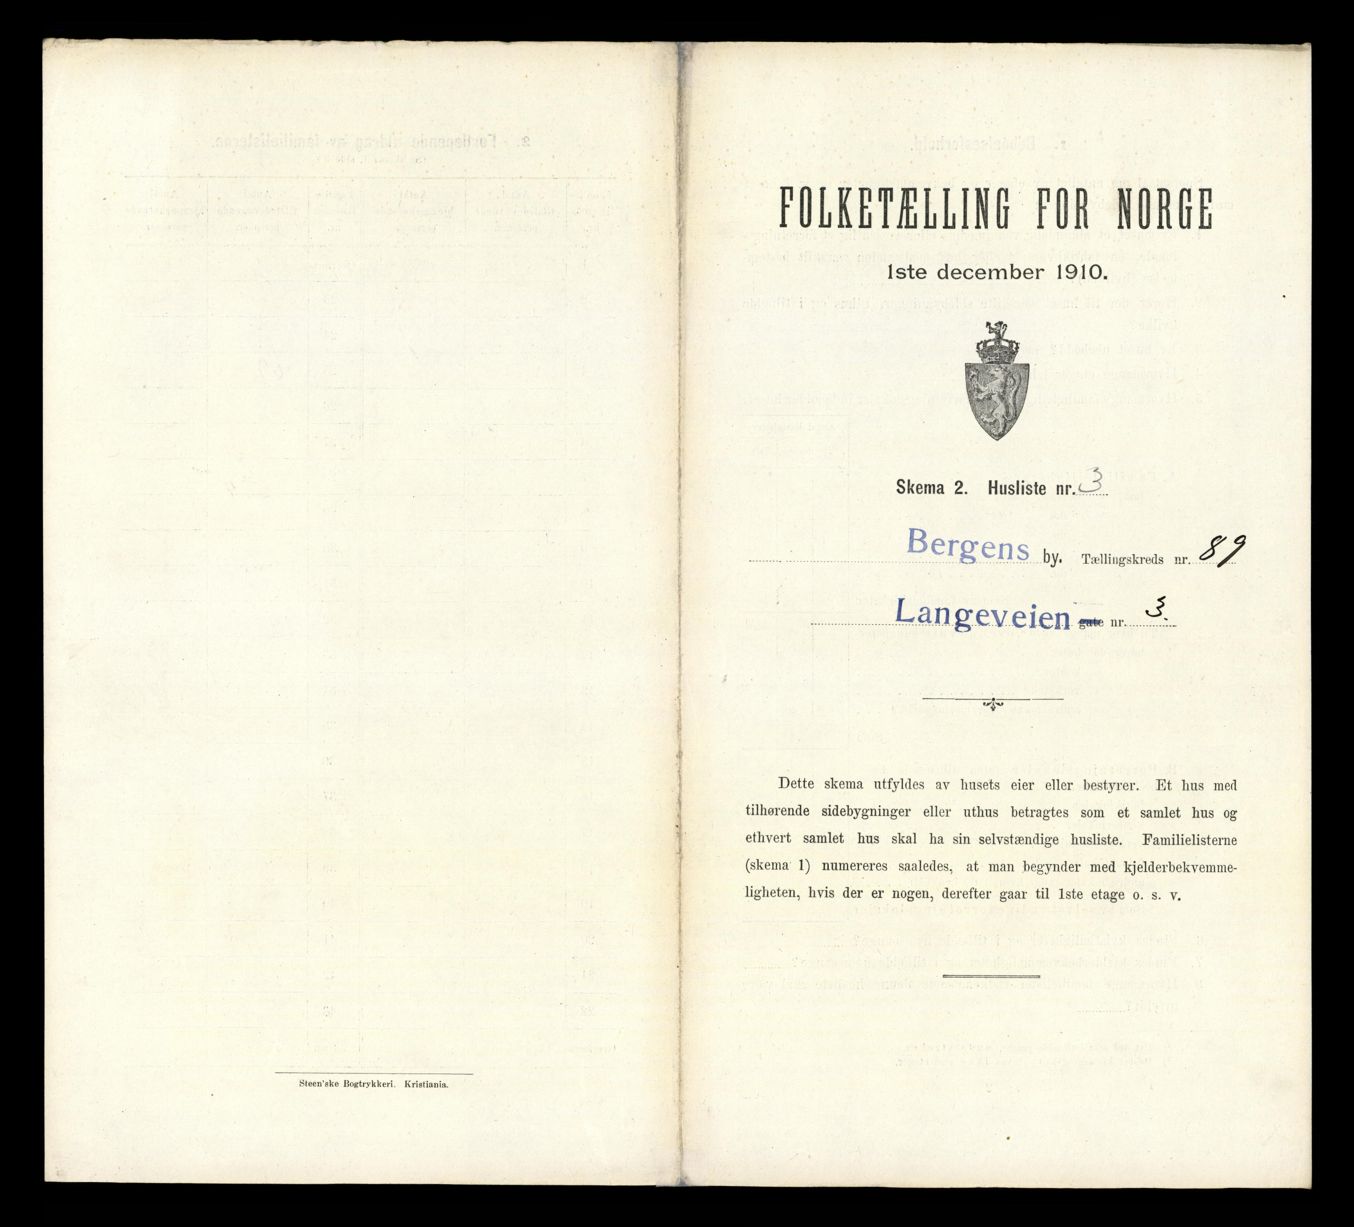 Steen'ske Bogtrykkeri. Kristiania.
FOLKETÆLLING FOR NORGE
1ste december 1910.
Skema 2. Husliste nr. 3
Bergens by. Tællingskreds nr. 89
Langeveien gate nr. 3.
Dette skema utfyldes av husets eier eller bestyrer. Et hus med
tilhørende sidebygninger eller uthus betragtes som et samlet hus og
ethvert samlet hus skal ha sin selvstændige husliste. Familielisterne
(skema 1) numereres saaledes, at man begynder med kjelderbekvemme-
ligheten, hvis der er nogen, derefter gaar til 1ste etage o. s. v.